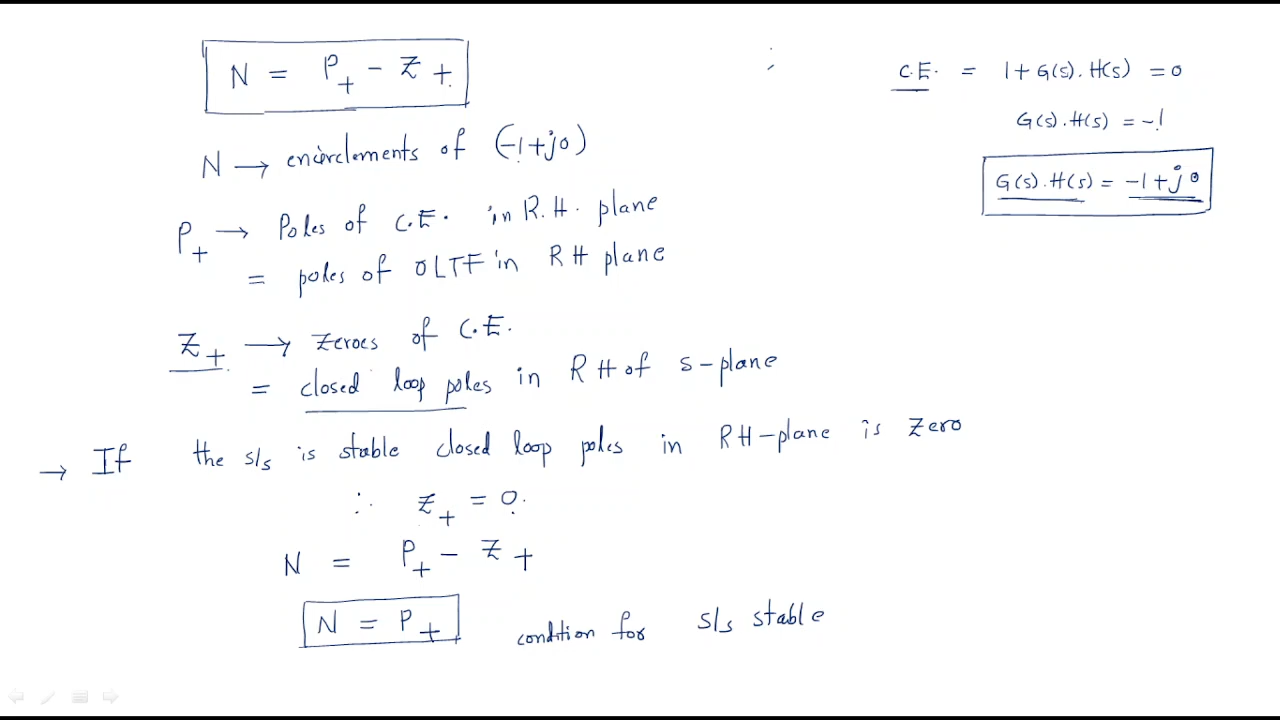 N = P+ - Z+
C.E. = 1 + G(s).H(s) = 0
G(s).H(s) = -1
G(s).H(s) = -1+j0
N → encirclements of (-1+j0)
P+ → Poles of C.E. in R.H. plane
= poles of OLTF in RH plane
Z+ → Zeroes of C.E.
= closed loop poles in RH of s-plane
→ If the s/s is stable closed loop poles in RH-plane is zero
∴ Z+ = 0.
N = P+ - Z+
N = P+ condition for s/s stable